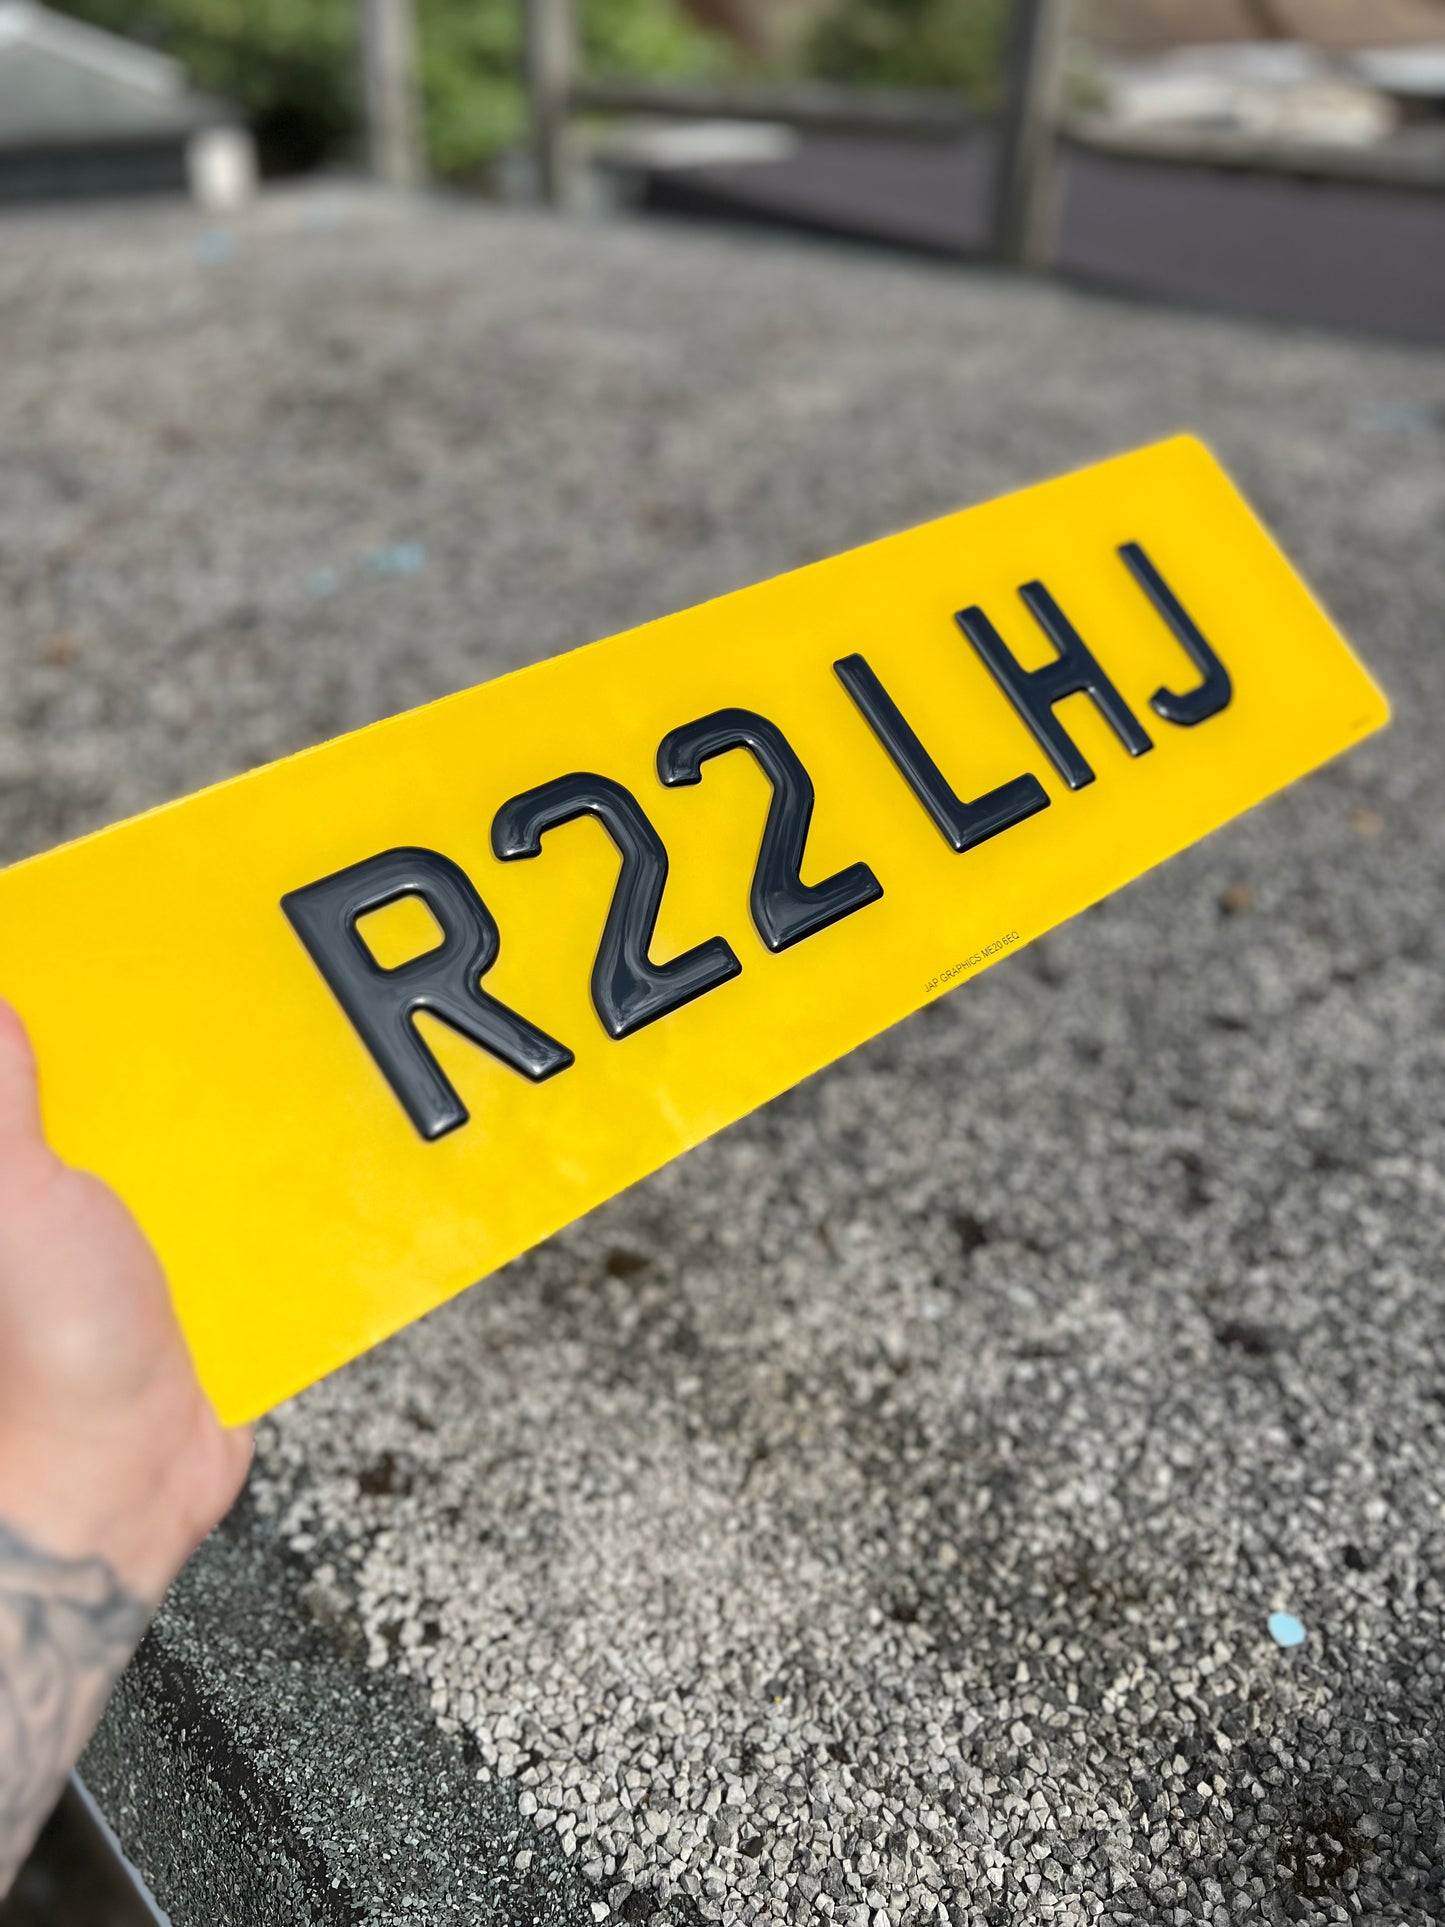 R22 LHJ
JAP GRAPHICS ME20 6EQ